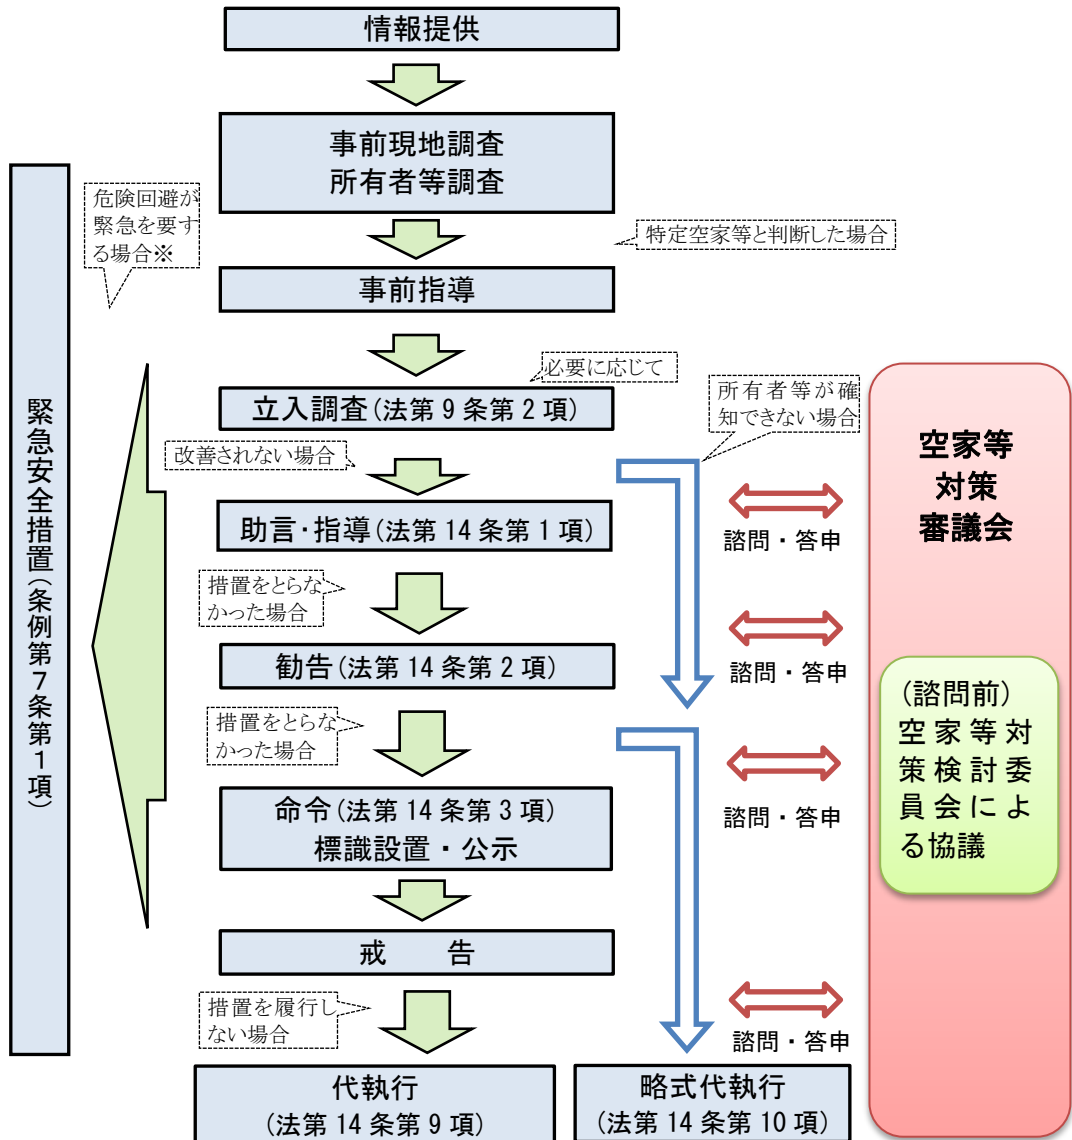 情報提供
事前現地調査
所有者等調査
危険回避が
緊急を要す
る場合※
特定空家等と判断した場合
事前指導
必要に応じて
立入調査(法第9条第2項)
所有者等が確
知できない場合
改善されない場合
助言・指導(法第14条第1項)
諮問・答申
措置をとらな
かった場合
勧告(法第14条第2項)
諮問・答申
措置をとらな
かった場合
命令(法第14条第3項)
標識設置・公示
諮問・答申
戒　告
措置を履行し
ない場合
諮問・答申
代執行
(法第14条第9項)
略式代執行
(法第14条第10項)
緊急安全措置(条例第7条第1項)
空家等
対策
審議会
(諮問前)
空家等対
策検討委
員会によ
る協議